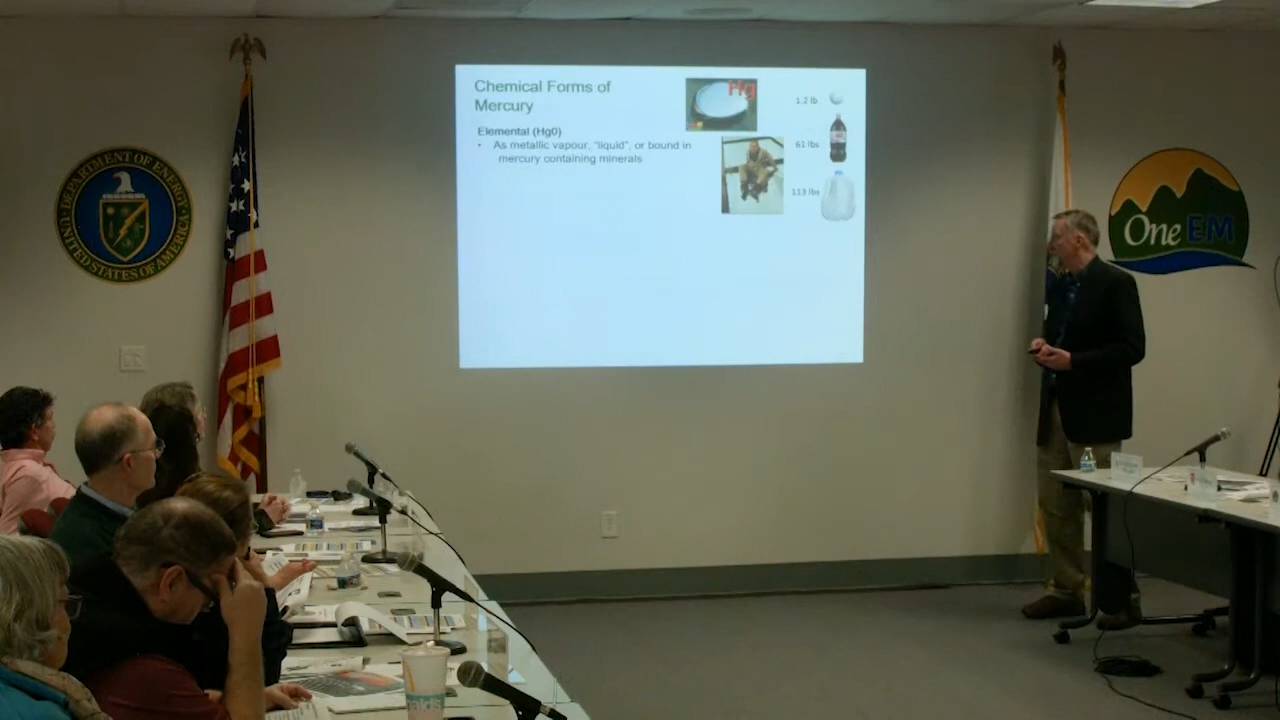 Chemical Forms of
Mercury
Elemental (Hg0)
• As metallic vapour, "liquid", or bound in
mercury containing minerals
Hg
1.2 lb
61 lbs
113 lbs
DEPARTMENT OF ENERGY
UNITED STATES OF AMERICA
One EM
nalds